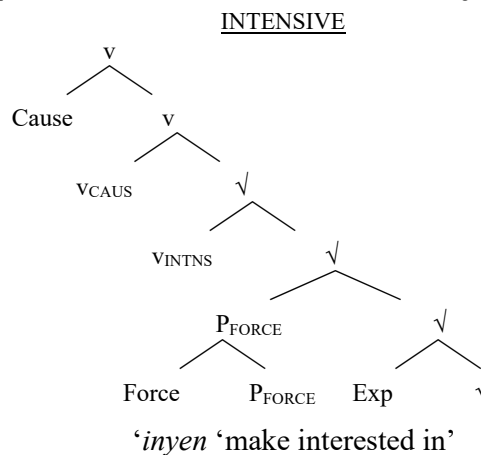 INTENSIVE
v
Cause v
vCAUS √
vINTNS √
PFORCE √
Force PFORCE Exp
‘inyen ‘make interested in’